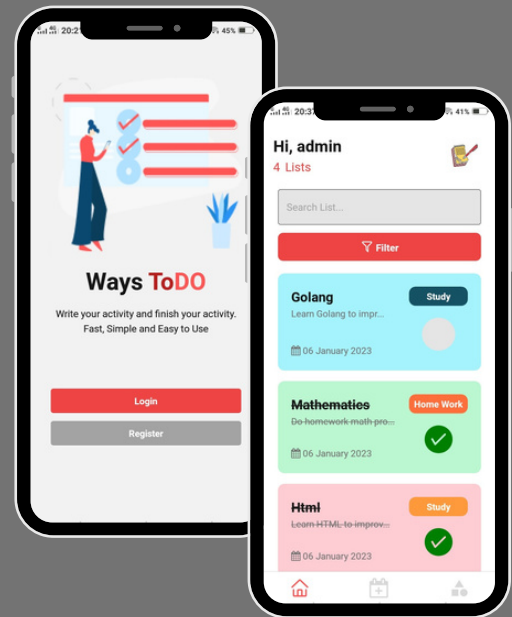 20:2
45%
Ways ToDO
Write your activity and finish your activity.
Fast, Simple and Easy to Use
Login
Register
20:37
41%
Hi, admin
4 Lists
Search List...
Filter
Golang
Study
Learn Golang to impr...
06 January 2023
Mathematics
Home Work
Do homework math pro...
06 January 2023
Html
Study
Learn HTML to improv...
06 January 2023